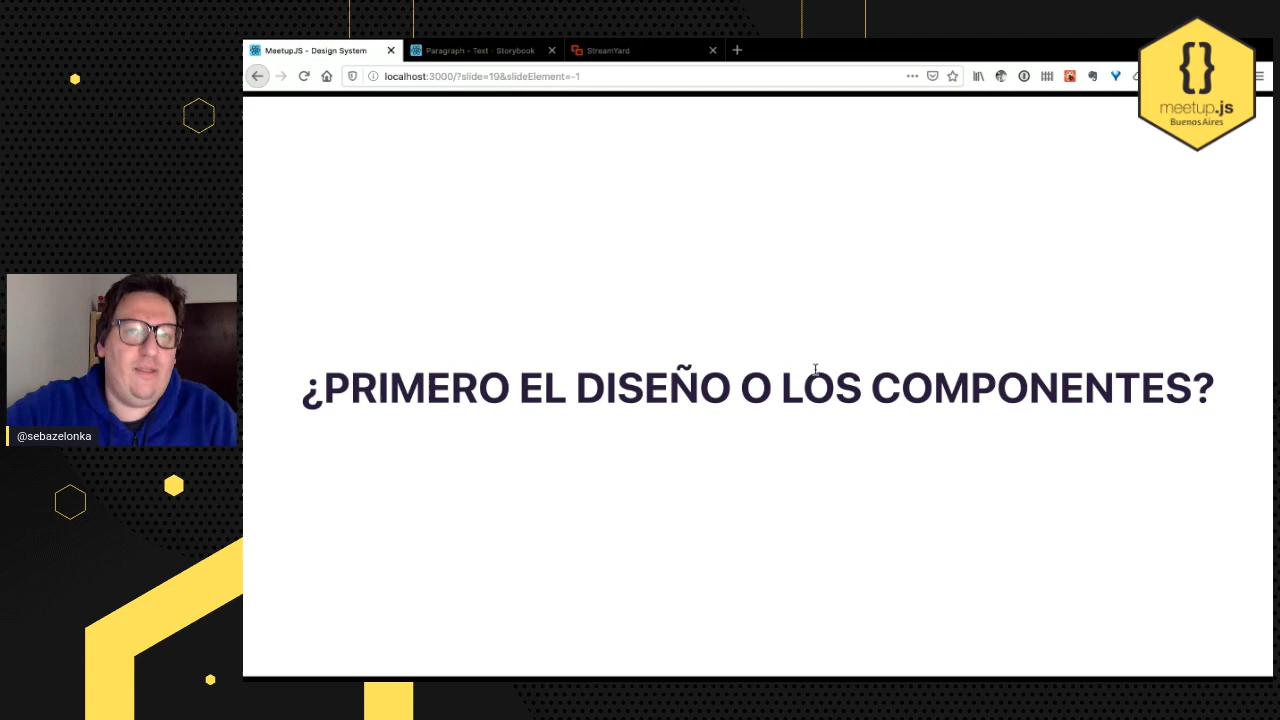 MeetupJS - Design System
Paragraph - Text · Storybook
StreamYard
localhost:3000/?slide=19&slideElement=-1
{}
meetup.js
Buenos Aires
¿PRIMERO EL DISEÑO O LOS COMPONENTES?
@sebazelonka